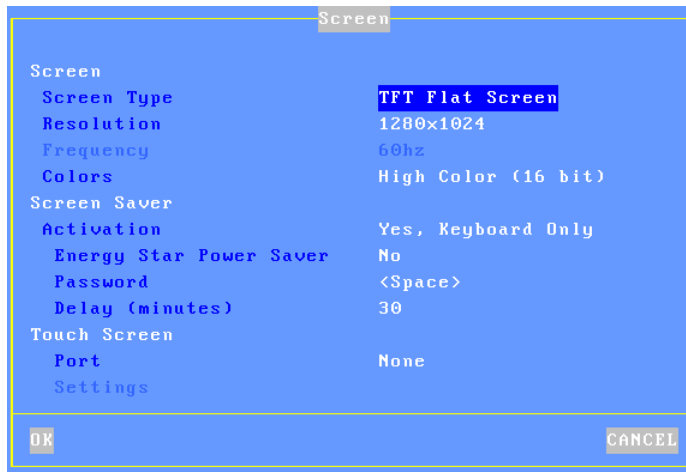 Screen
Screen
Screen Type TFT Flat Screen
Resolution 1280x1024
Frequency 60hz
Colors High Color (16 bit)
Screen Saver
Activation Yes, Keyboard Only
Energy Star Power Saver No
Password <Space>
Delay (minutes) 30
Touch Screen
Port None
Settings
OK CANCEL